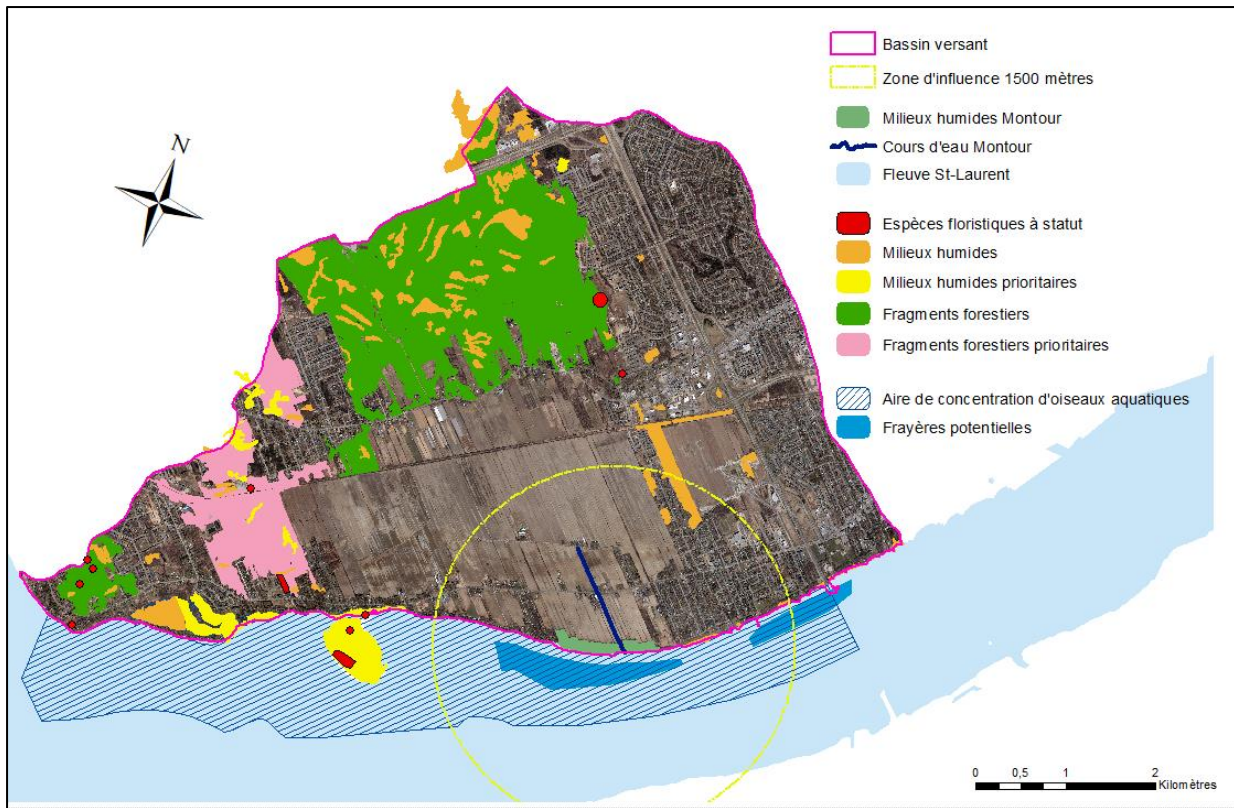 N
Bassin versant
Zone d'influence 1500 mètres
Milieux humides Montour
Cours d'eau Montour
Fleuve St-Laurent
Espèces floristiques à statut
Milieux humides
Milieux humides prioritaires
Fragments forestiers
Fragments forestiers prioritaires
Aire de concentration d'oiseaux aquatiques
Frayères potentielles
0 0,5 1 2
Kilomètres